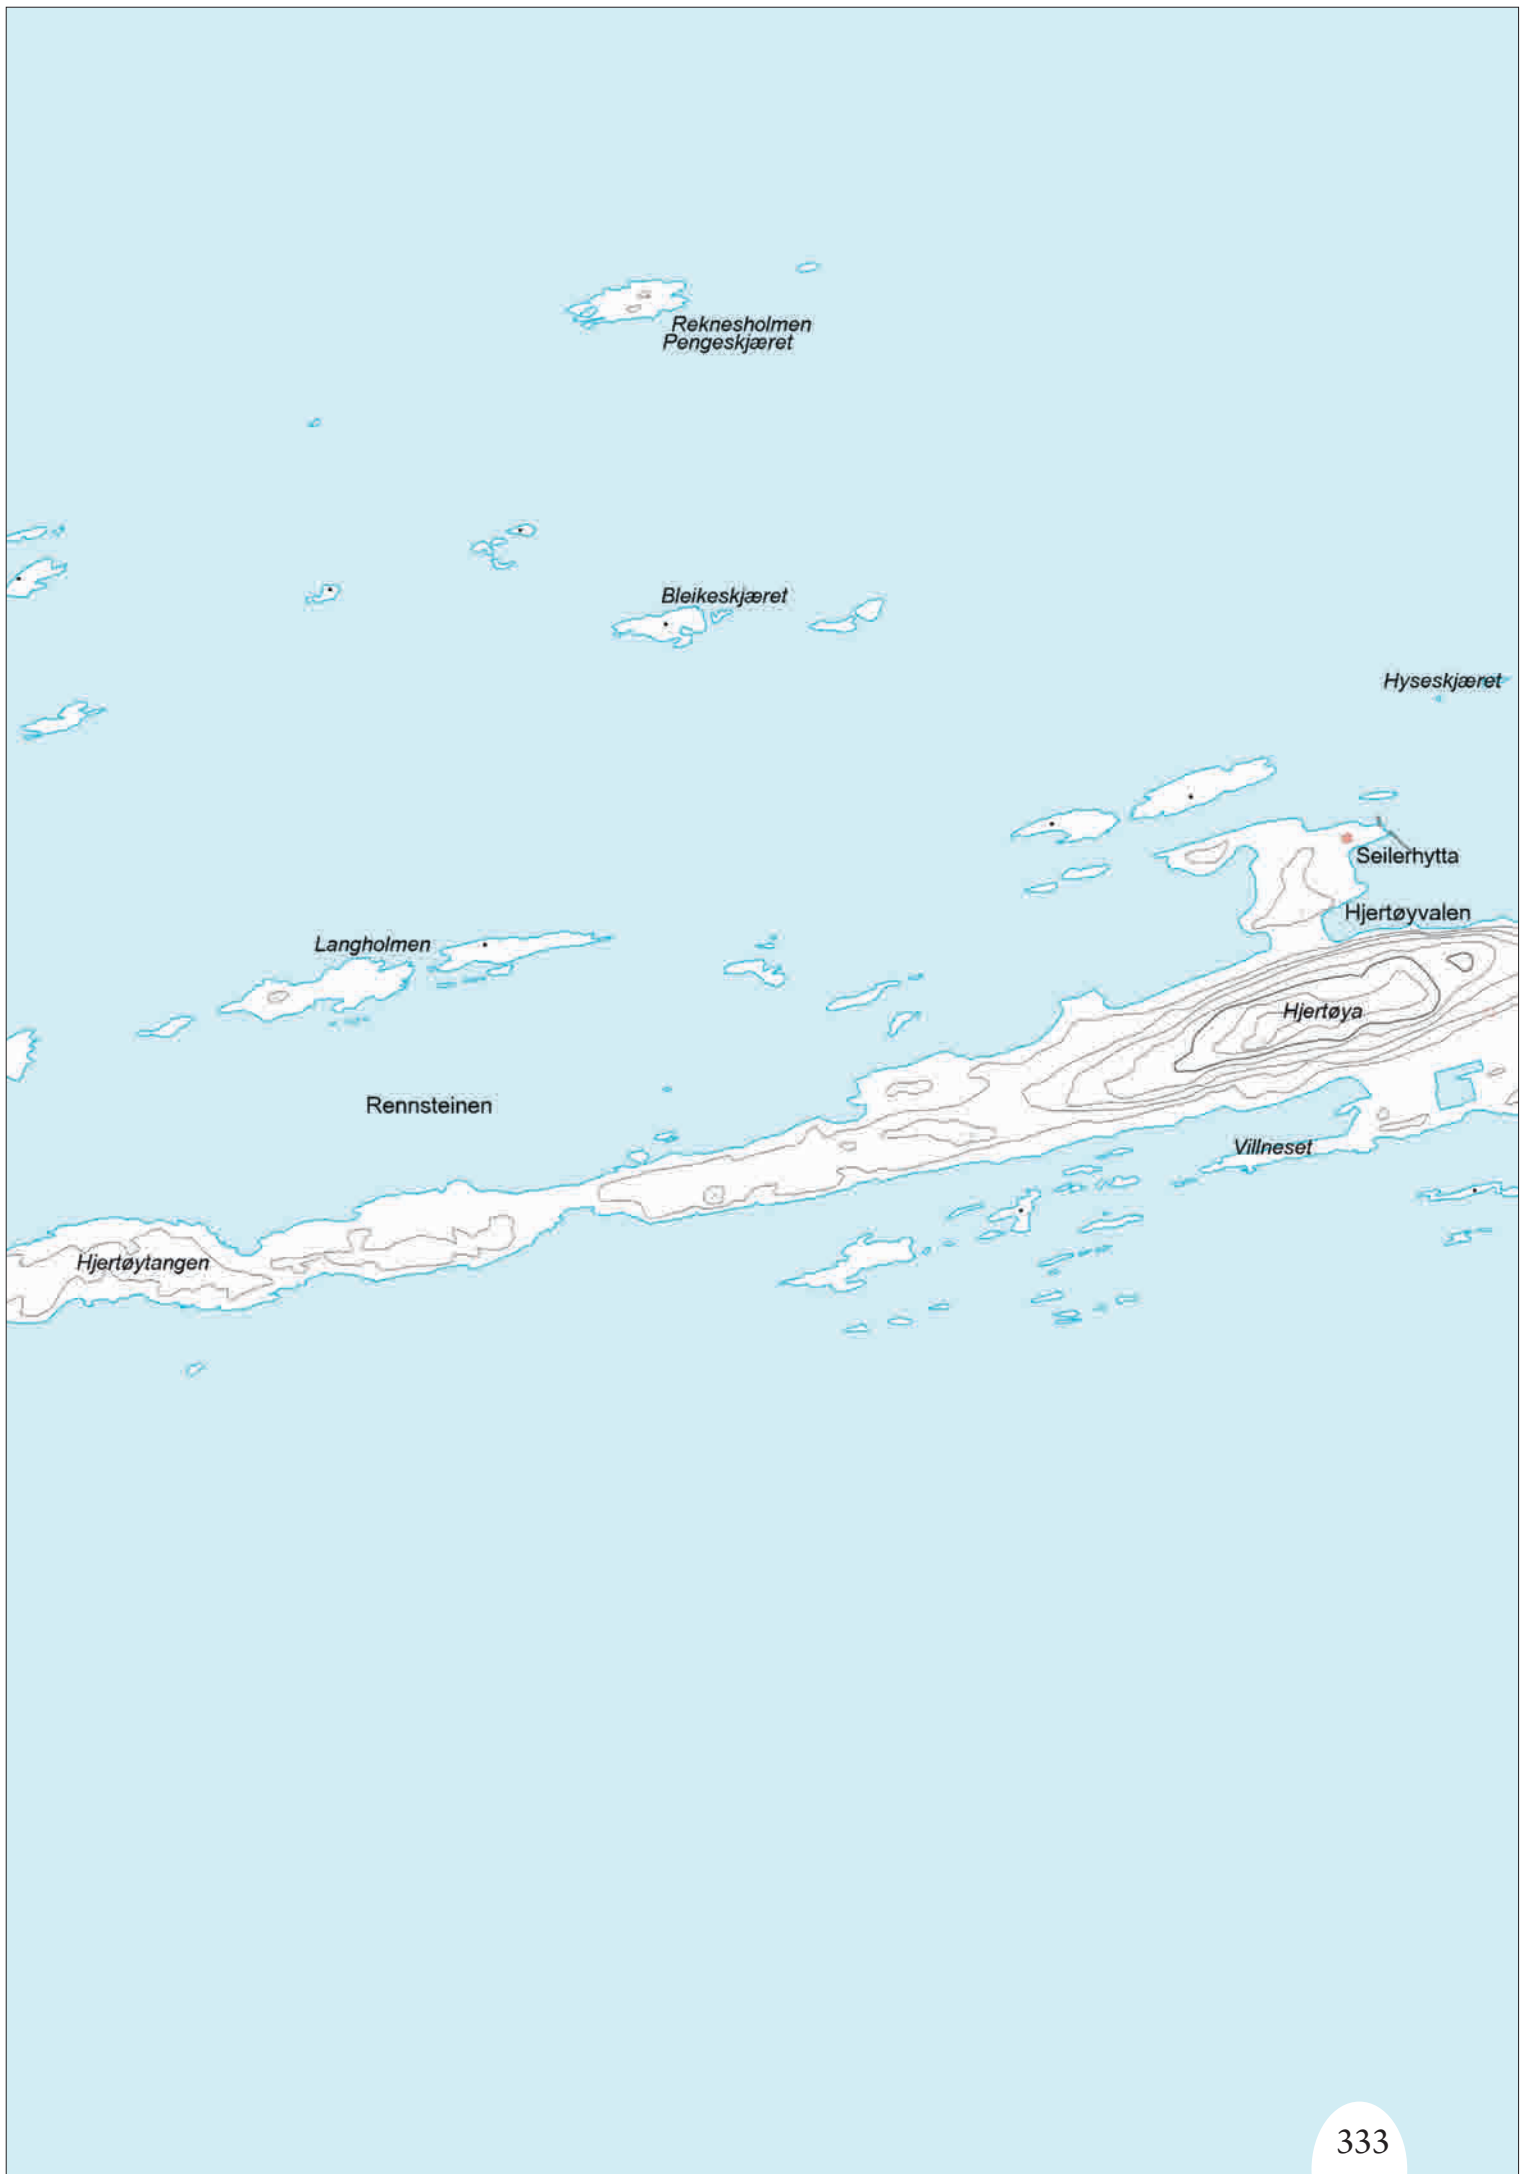 Reknesholmen
Pengeskjæret
Bleikeskjæret
Hyseskjæret
Seilerhytta
Hjertøyvalen
Langholmen
Hjertøya
Rennsteinen
Villneset
Hjertøytangen
333